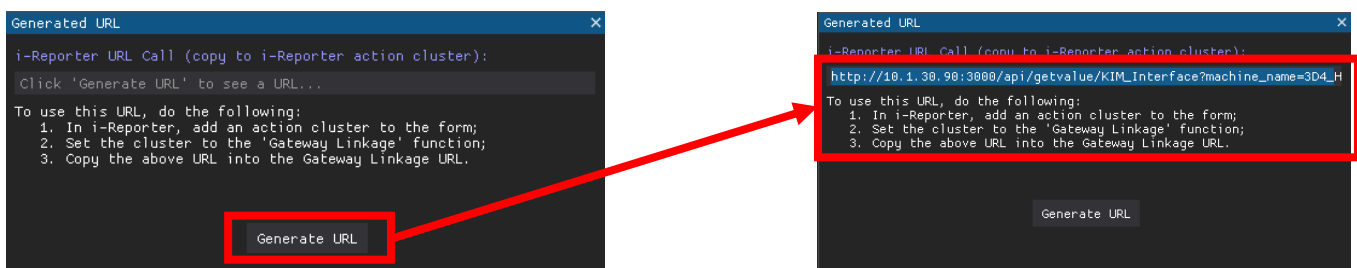 Generated URL
i-Reporter URL Call (copy to i-Reporter action cluster):
Click 'Generate URL' to see a URL...
To use this URL, do the following:
1. In i-Reporter, add an action cluster to the form;
2. Set the cluster to the 'Gateway Linkage' function;
3. Copy the above URL into the Gateway Linkage URL.
Generate URL
Generated URL
i-Reporter URL Call (copy to i-Reporter action cluster):
http://10.1.30.90:3000/api/getvalue/KIM_Interface?machine_name=3D4_H
To use this URL, do the following:
1. In i-Reporter, add an action cluster to the form;
2. Set the cluster to the 'Gateway Linkage' function;
3. Copy the above URL into the Gateway Linkage URL.
Generate URL